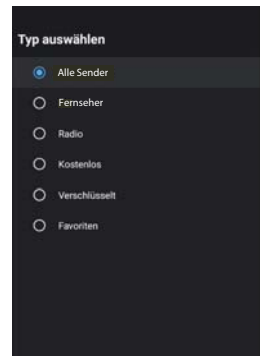 Typ auswählen
Alle Sender
Fernseher
Radio
Kostenlos
Verschlüsselt
Favoriten